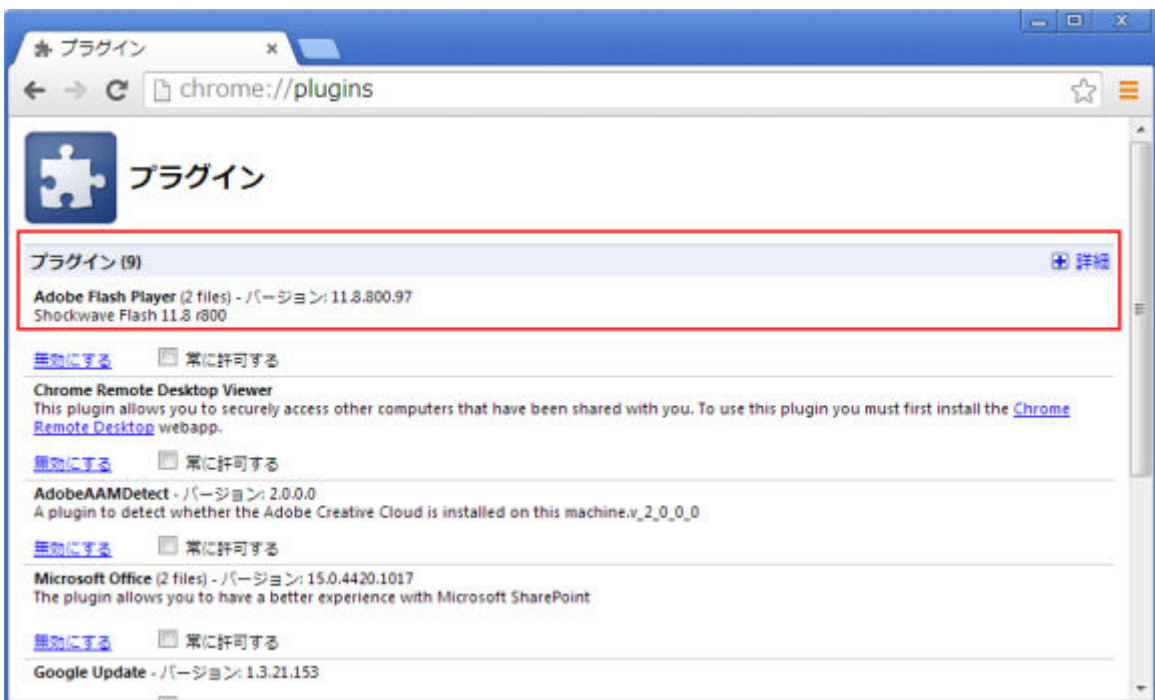 プラグイン
chrome://plugins
プラグイン
プラグイン (9) 詳細
Adobe Flash Player (2 files) - バージョン: 11.8.800.97
Shockwave Flash 11.8 r800
無効にする 常に許可する
Chrome Remote Desktop Viewer
This plugin allows you to securely access other computers that have been shared with you. To use this plugin you must first install the Chrome
Remote Desktop webapp.
無効にする 常に許可する
AdobeAAMDetect - バージョン: 2.0.0.0
A plugin to detect whether the Adobe Creative Cloud is installed on this machine.v_2_0_0_0
無効にする 常に許可する
Microsoft Office (2 files) - バージョン: 15.0.4420.1017
The plugin allows you to have a better experience with Microsoft SharePoint
無効にする 常に許可する
Google Update - バージョン: 1.3.21.153